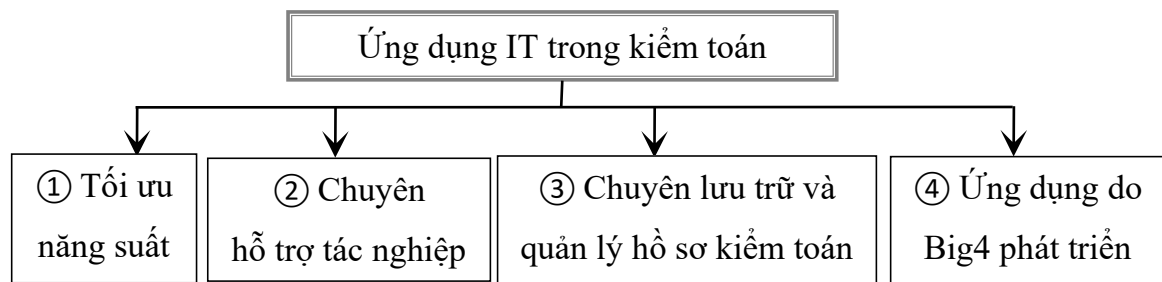 Ứng dụng IT trong kiểm toán
① Tối ưu
năng suất
② Chuyên
hỗ trợ tác nghiệp
③ Chuyên lưu trữ và
quản lý hồ sơ kiểm toán
④ Ứng dụng do
Big4 phát triển